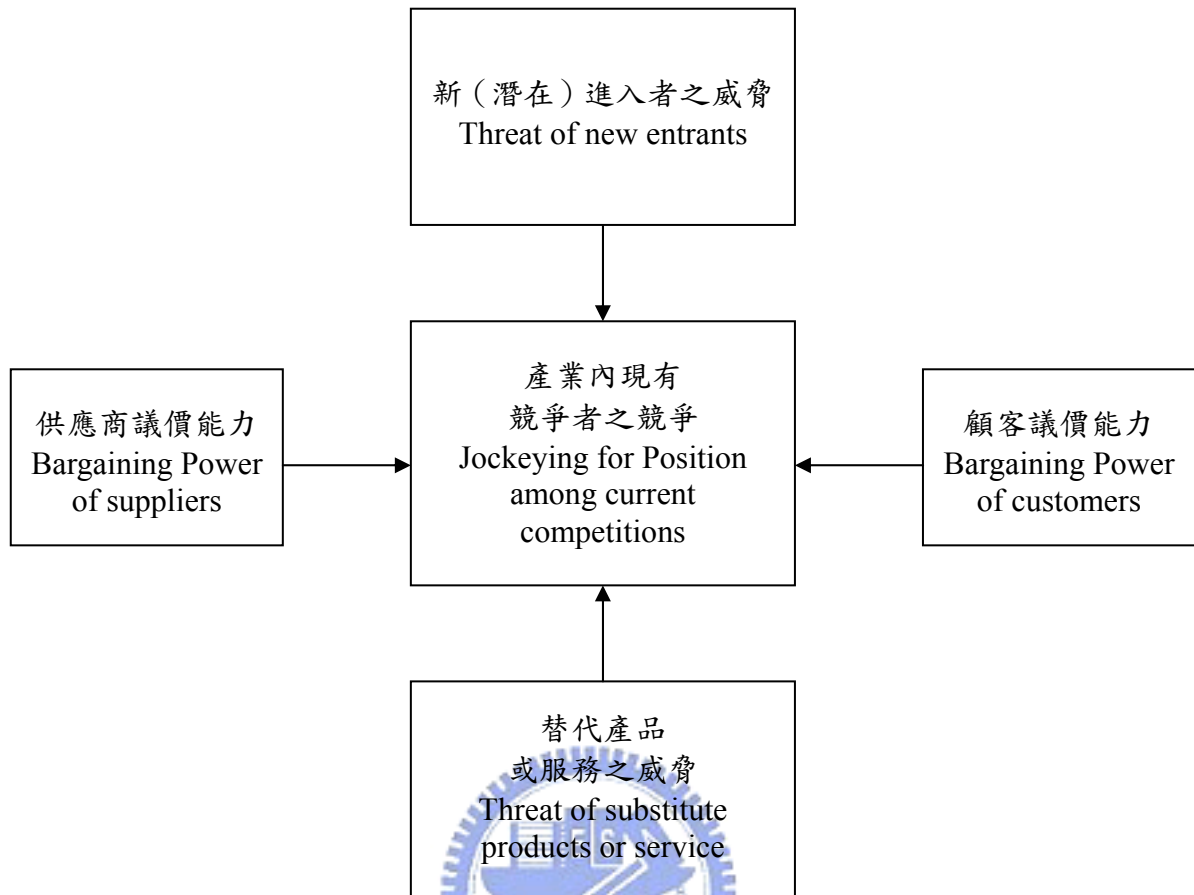 新（潛在）進入者之威脅
Threat of new entrants
供應商議價能力
Bargaining Power
of suppliers
產業內現有
競爭者之競爭
Jockeying for Position
among current
competitions
顧客議價能力
Bargaining Power
of customers
替代產品
或服務之威脅
Threat of substitute
products or service